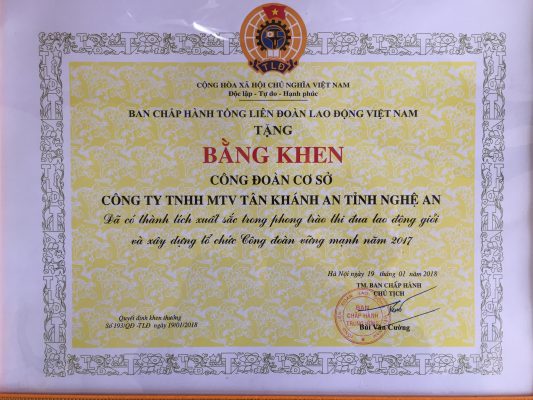 TLĐ
CỘNG HÒA XÃ HỘI CHỦ NGHĨA VIỆT NAM
Độc lập - Tự do - Hạnh phúc
BAN CHẤP HÀNH TỔNG LIÊN ĐOÀN LAO ĐỘNG VIỆT NAM
TẶNG
BẰNG KHEN
CÔNG ĐOÀN CƠ SỞ
CÔNG TY TNHH MTV TÂN KHÁNH AN TỈNH NGHỆ AN
Đã có thành tích xuất sắc trong phong trào thi đua lao động giỏi
và xây dựng tổ chức Công đoàn vững mạnh năm 2017
Hà Nội ngày 19 tháng 01 năm 2018
TM. BAN CHẤP HÀNH
CHỦ TỊCH
BAN
CHẤP HÀNH
Bùi Văn Cường
Quyết định khen thưởng
Số 193/QĐ -TLĐ ngày 19/01/2018